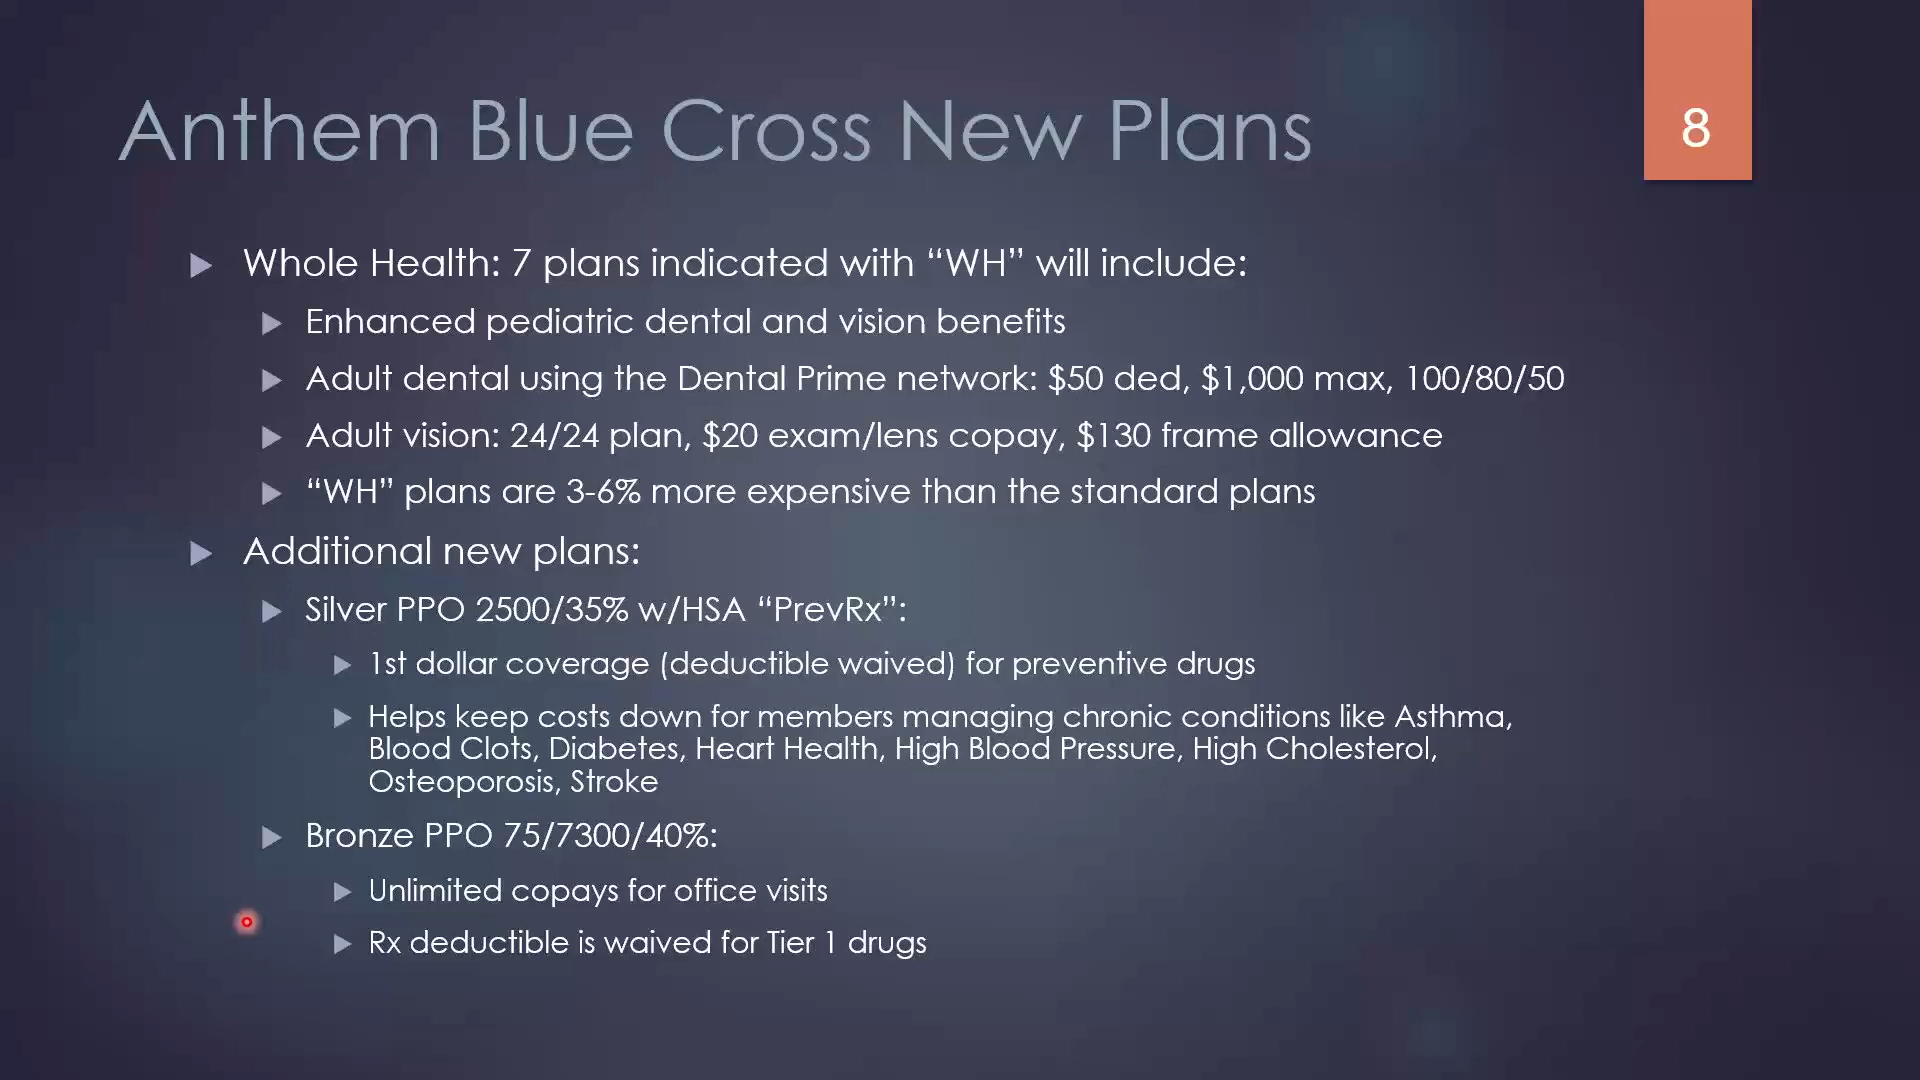 Anthem Blue Cross New Plans
8
Whole Health: 7 plans indicated with “WH” will include:
Enhanced pediatric dental and vision benefits
Adult dental using the Dental Prime network: $50 ded, $1,000 max, 100/80/50
Adult vision: 24/24 plan, $20 exam/lens copay, $130 frame allowance
“WH” plans are 3-6% more expensive than the standard plans
Additional new plans:
Silver PPO 2500/35% w/HSA “PrevRx”:
1st dollar coverage (deductible waived) for preventive drugs
Helps keep costs down for members managing chronic conditions like Asthma,
Blood Clots, Diabetes, Heart Health, High Blood Pressure, High Cholesterol,
Osteoporosis, Stroke
Bronze PPO 75/7300/40%:
Unlimited copays for office visits
Rx deductible is waived for Tier 1 drugs